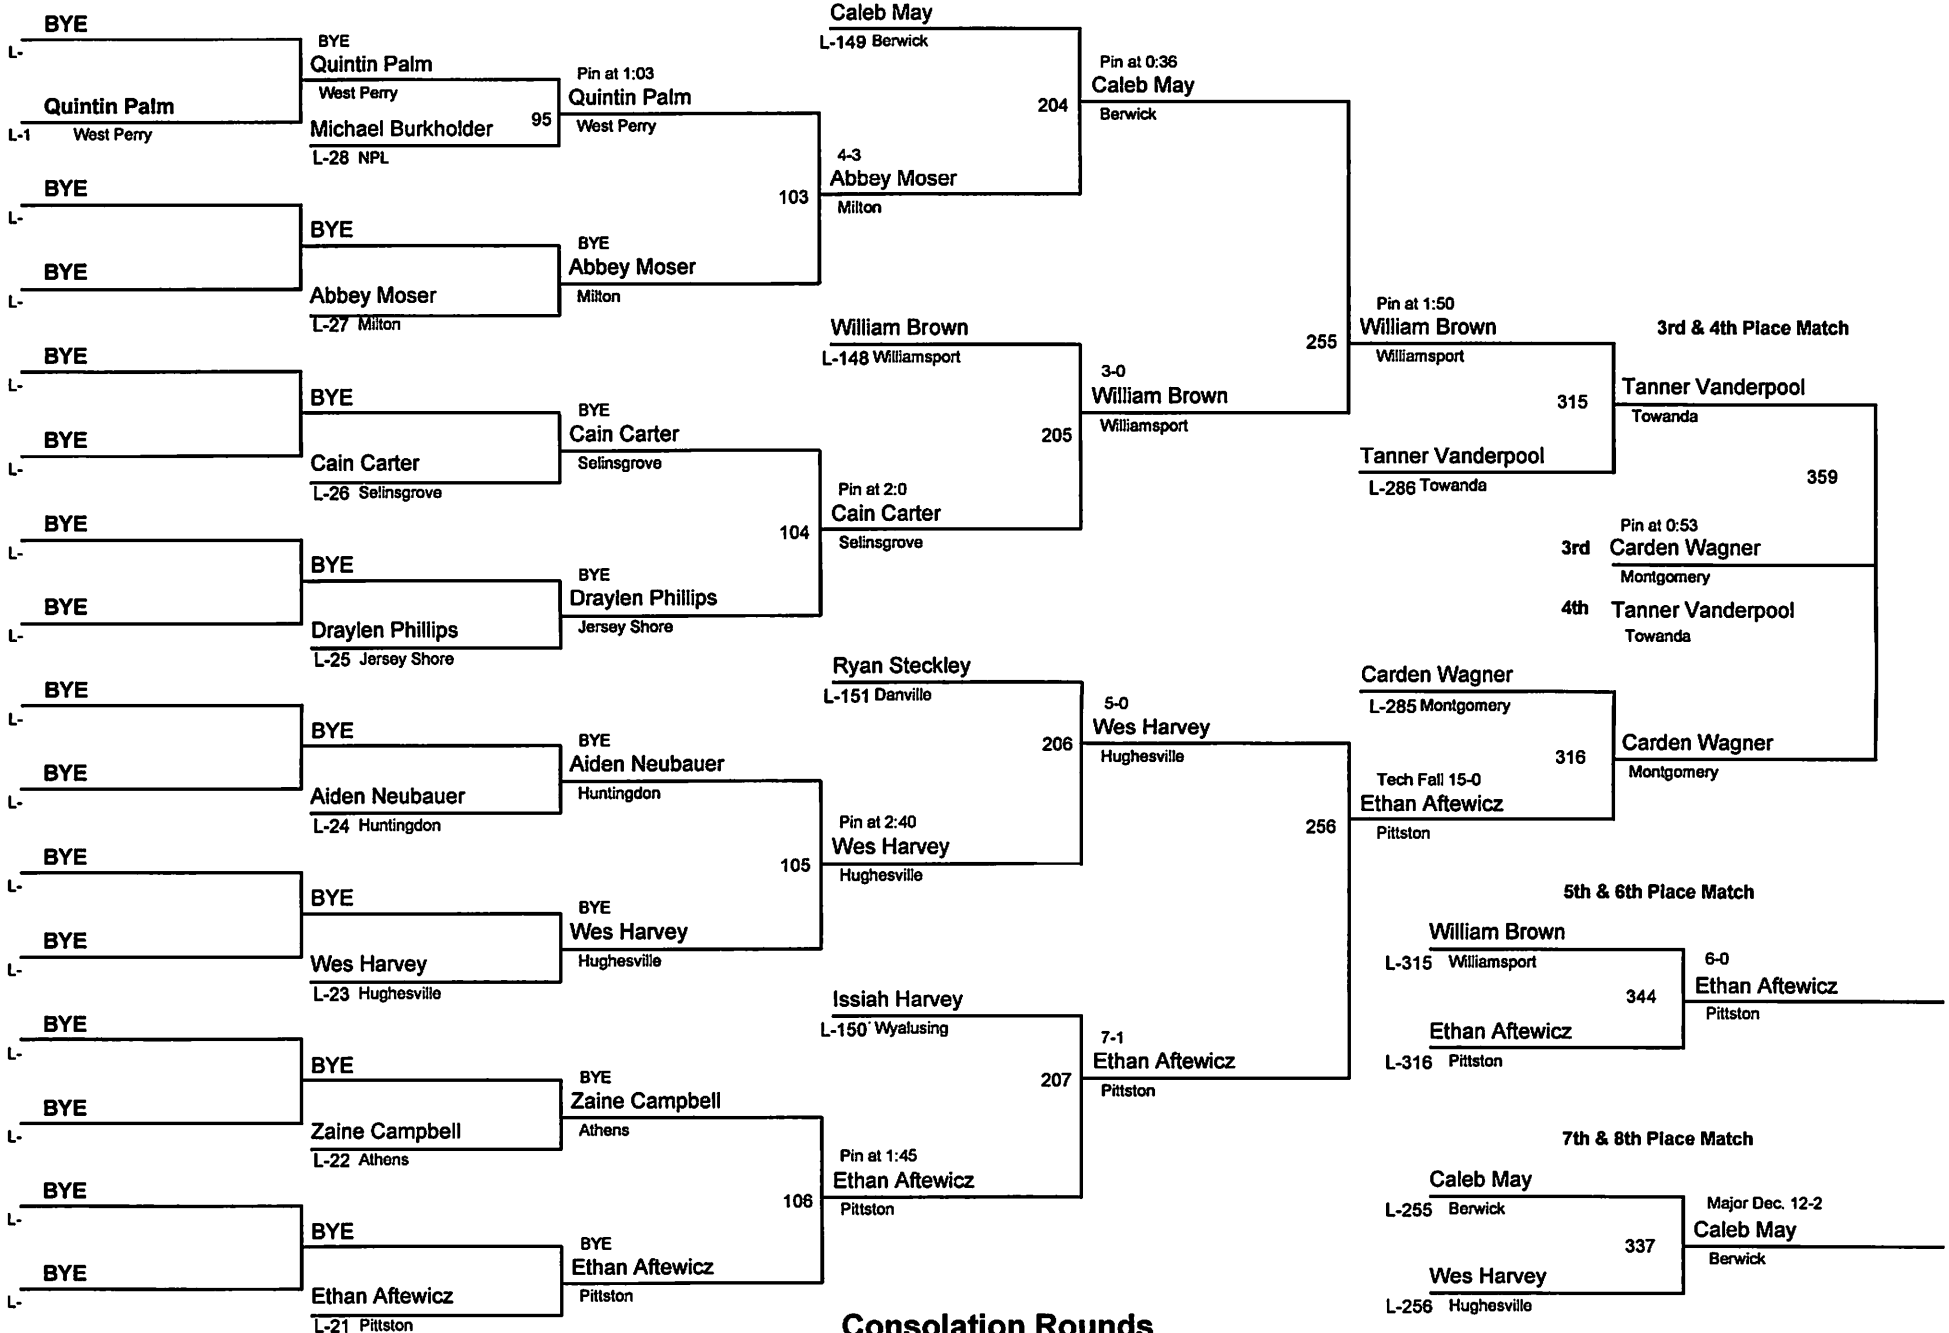 BYE
L-
Quintin Palm
L-1 West Perry
BYE
L-
BYE
L-
BYE
L-
BYE
L-
BYE
L-
BYE
L-
BYE
L-
BYE
L-
BYE
L-
BYE
L-
BYE
L-
BYE
L-
BYE
L-
BYE
L-
BYE
Quintin Palm
West Perry
Michael Burkholder
L-28 NPL
95
BYE
Abbey Moser
L-27 Milton
BYE
Cain Carter
L-26 Selinsgrove
BYE
Draylen Phillips
L-25 Jersey Shore
BYE
Aiden Neubauer
L-24 Huntingdon
BYE
Wes Harvey
L-23 Hughesville
BYE
Zaine Campbell
L-22 Athens
BYE
Ethan Aftewicz
L-21 Pittston
Pin at 1:03
Quintin Palm
West Perry
103
BYE
Abbey Moser
Milton
BYE
Cain Carter
Selinsgrove
104
BYE
Draylen Phillips
Jersey Shore
BYE
Aiden Neubauer
Huntingdon
105
BYE
Wes Harvey
Hughesville
BYE
Zaine Campbell
Athens
106
BYE
Ethan Aftewicz
Pittston
Caleb May
L-149 Berwick
204
4-3
Abbey Moser
Milton
William Brown
L-148 Williamsport
205
Pin at 2:0
Cain Carter
Selinsgrove
Ryan Steckley
L-151 Danville
206
Pin at 2:40
Wes Harvey
Hughesville
Issiah Harvey
L-150 Wyalusing
207
Pin at 1:45
Ethan Aftewicz
Pittston
Pin at 0:36
Caleb May
Berwick
255
3-0
William Brown
Williamsport
5-0
Wes Harvey
Hughesville
256
7-1
Ethan Aftewicz
Pittston
Pin at 1:50
William Brown
Williamsport
315
Tanner Vanderpool
L-286 Towanda
Carden Wagner
L-285 Montgomery
316
Tech Fall 15-0
Ethan Aftewicz
Pittston
3rd & 4th Place Match
Tanner Vanderpool
Towanda
359
Pin at 0:53
3rd Carden Wagner
Montgomery
4th Tanner Vanderpool
Towanda
Carden Wagner
Montgomery
5th & 6th Place Match
William Brown
L-315 Williamsport
344
Ethan Aftewicz
L-316 Pittston
6-0
Ethan Aftewicz
Pittston
7th & 8th Place Match
Caleb May
L-255 Berwick
337
Wes Harvey
L-256 Hughesville
Major Dec. 12-2
Caleb May
Berwick
Consolation Rounds